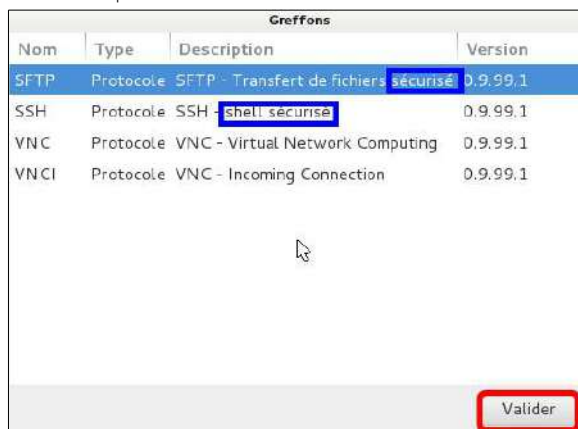 Greffons
Nom Type Description Version
SFTP Protocole SFTP - Transfert de fichiers sécurisé 0.9.99.1
SSH Protocole SSH - shell sécurisé 0.9.99.1
VNC Protocole VNC - Virtual Network Computing 0.9.99.1
VNCI Protocole VNC - Incoming Connection 0.9.99.1
Valider